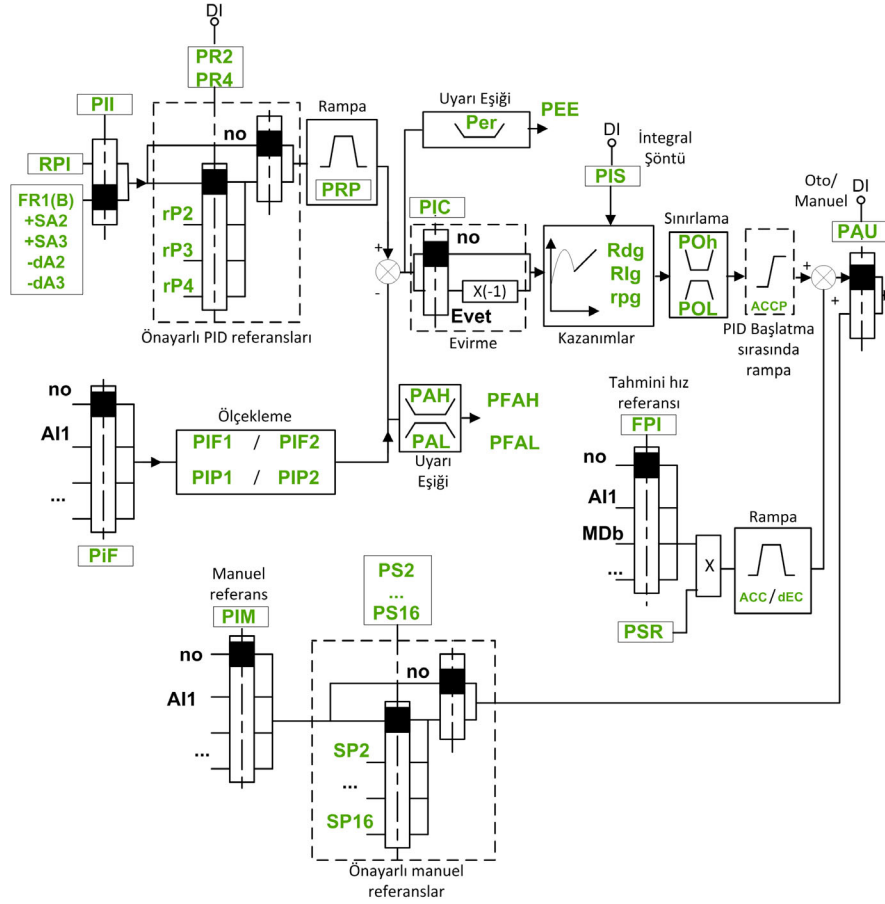 DI
PR2
PR4
PII
no
Rampa
Uyarı Eşiği
Per
PEE
DI
İntegral
Şöntü
PIS
Oto/
Manuel
DI
PAU
RPI
FR1(B)
+SA2
+SA3
-dA2
-dA3
rP2
rP3
rP4
PRP
+
-
PIC
no
X(-1)
Evet
Evirme
Rdg
RIg
rpg
Kazanımlar
Sınırlama
POh
POL
ACCP
PID Başlatma
sırasında
rampa
+
+
Önayarlı PID referansları
no
AI1
...
PiF
Ölçekleme
PIF1 / PIF2
PIP1 / PIP2
PAH
PAL
Uyarı
Eşiği
PFAH
PFAL
Tahmini hız
referansı
FPI
no
AI1
MDb
...
X
PSR
Rampa
ACC / dEC
Manuel
referans
PIM
no
AI1
...
PS2
...
PS16
no
SP2
...
SP16
Önayarlı manuel
referanslar